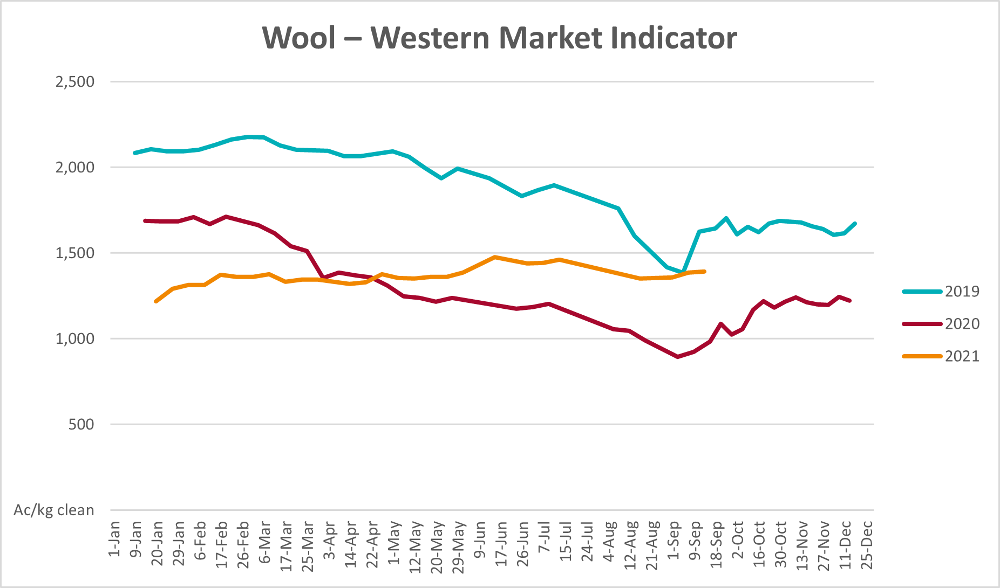 Wool – Western Market Indicator
2,500
2,000
1,500
1,000
500
Ac/kg clean
1-Jan
9-Jan
20-Jan
29-Jan
6-Feb
17-Feb
26-Feb
6-Mar
17-Mar
25-Mar
3-Apr
14-Apr
22-Apr
1-May
12-May
20-May
29-May
9-Jun
17-Jun
26-Jun
7-Jul
15-Jul
24-Jul
4-Aug
12-Aug
21-Aug
1-Sep
9-Sep
18-Sep
2-Oct
16-Oct
30-Oct
13-Nov
27-Nov
11-Dec
25-Dec
2019
2020
2021